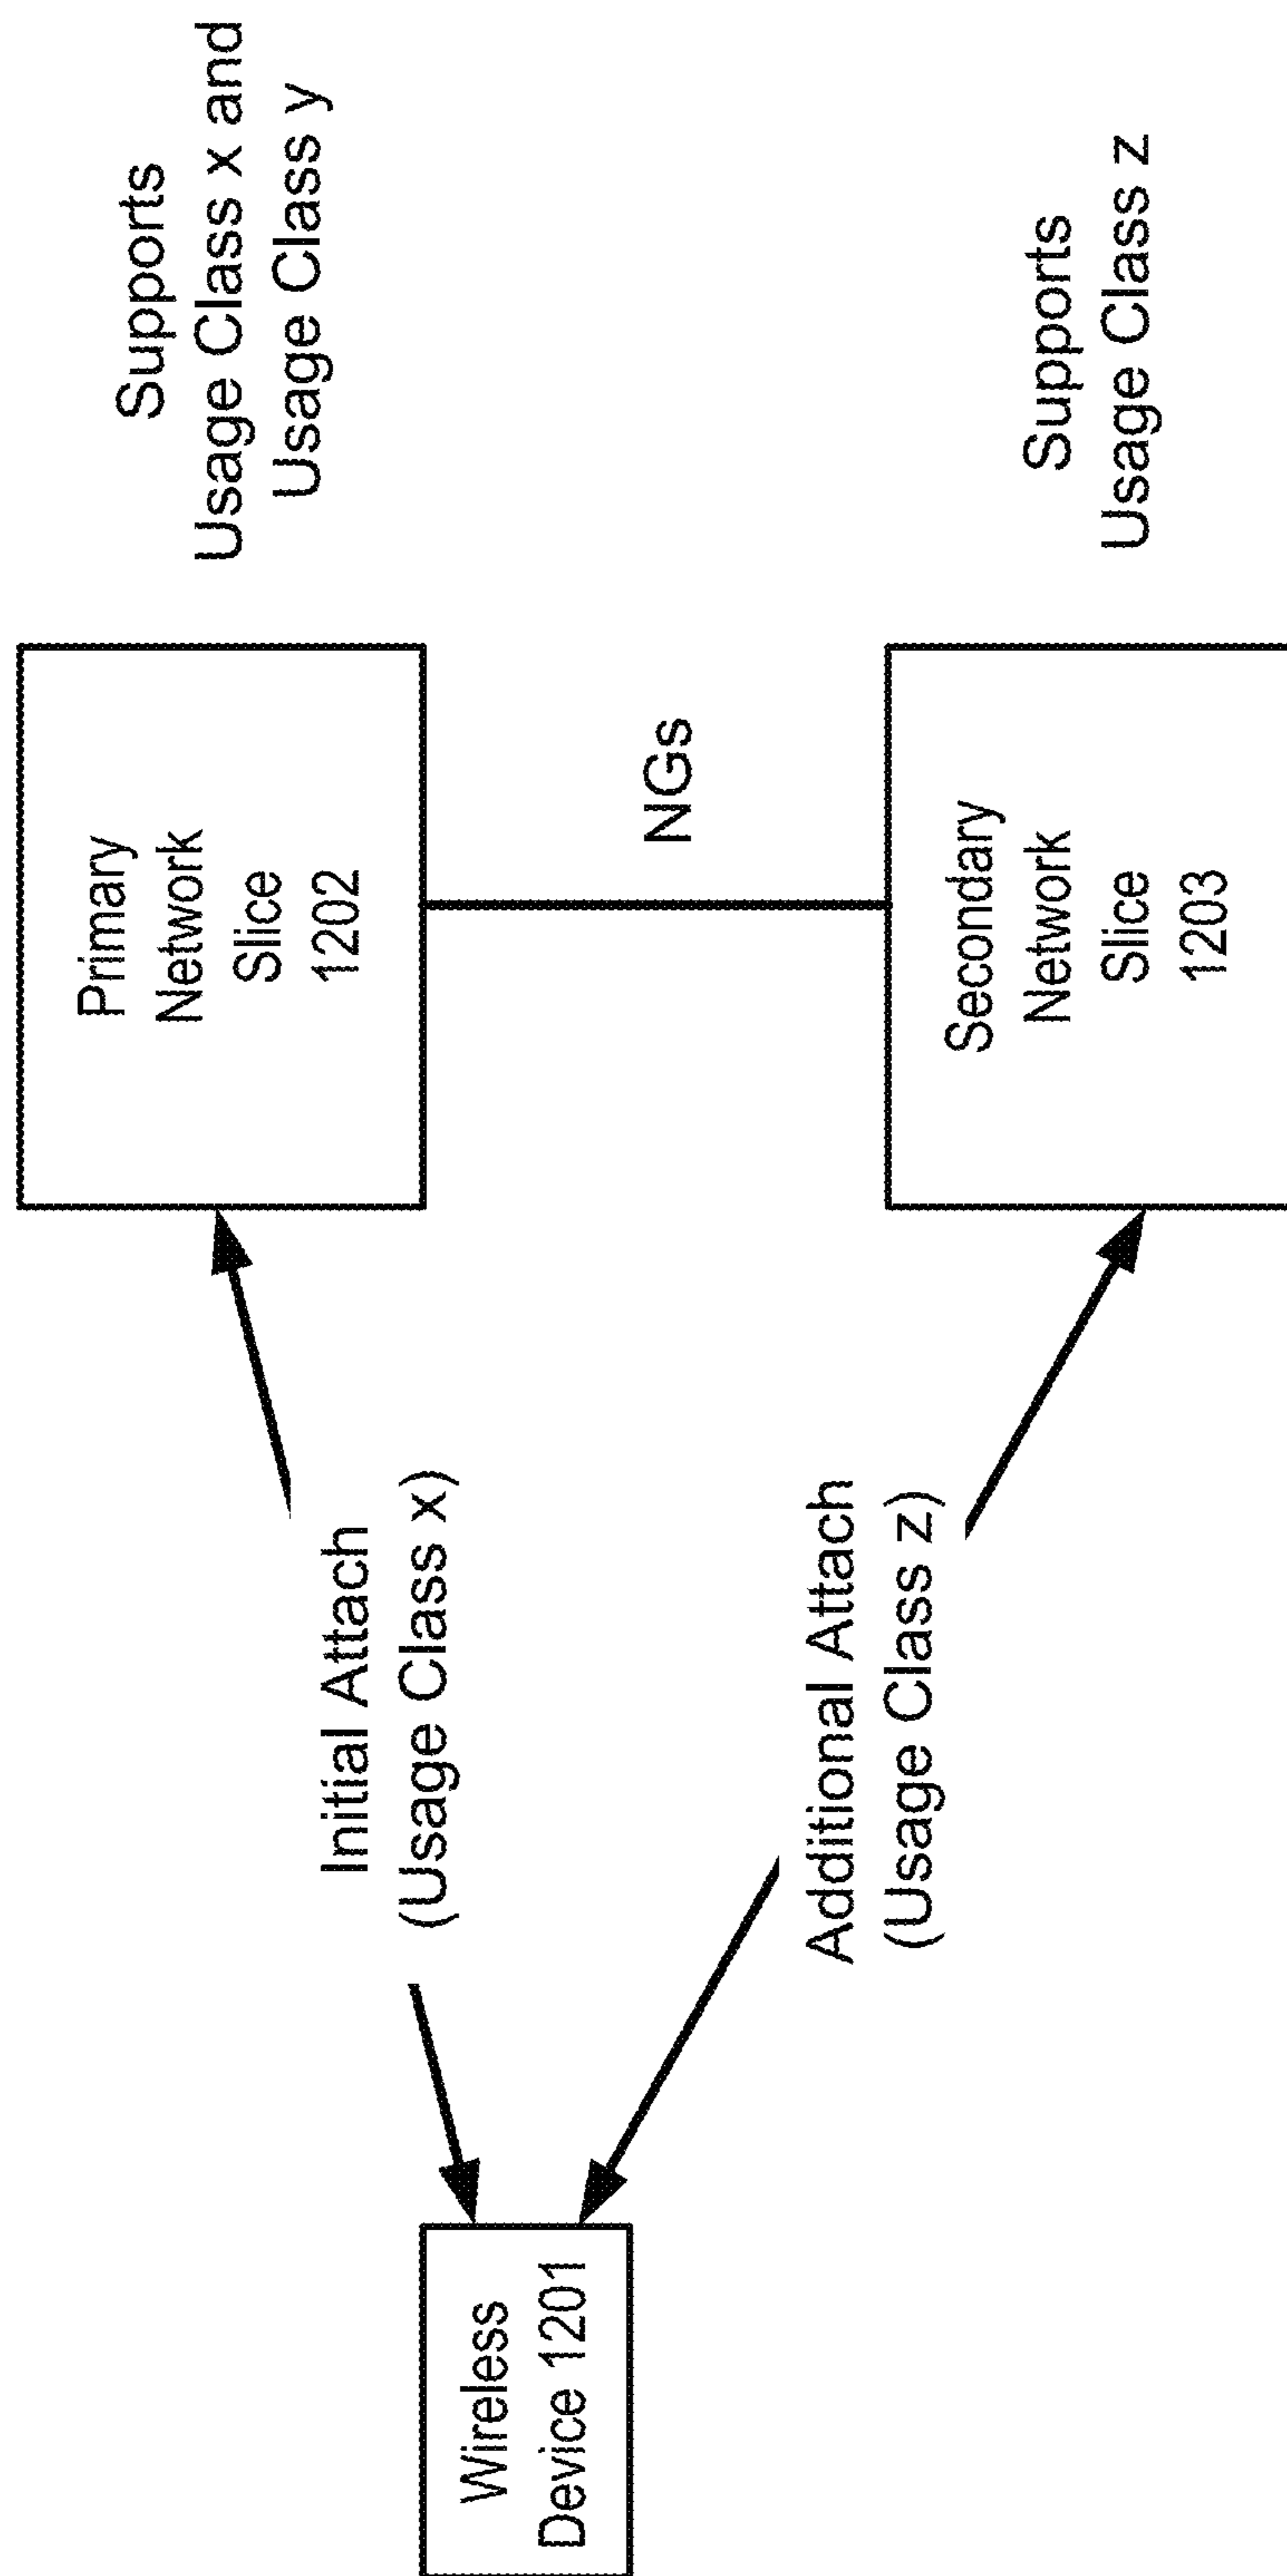 Wireless
Device 1201
Initial Attach
(Usage Class x)
Additional Attach
(Usage Class z)
Primary
Network
Slice
1202
NGs
Secondary
Network
Slice
1203
Supports
Usage Class x and
Usage Class y
Supports
Usage Class z